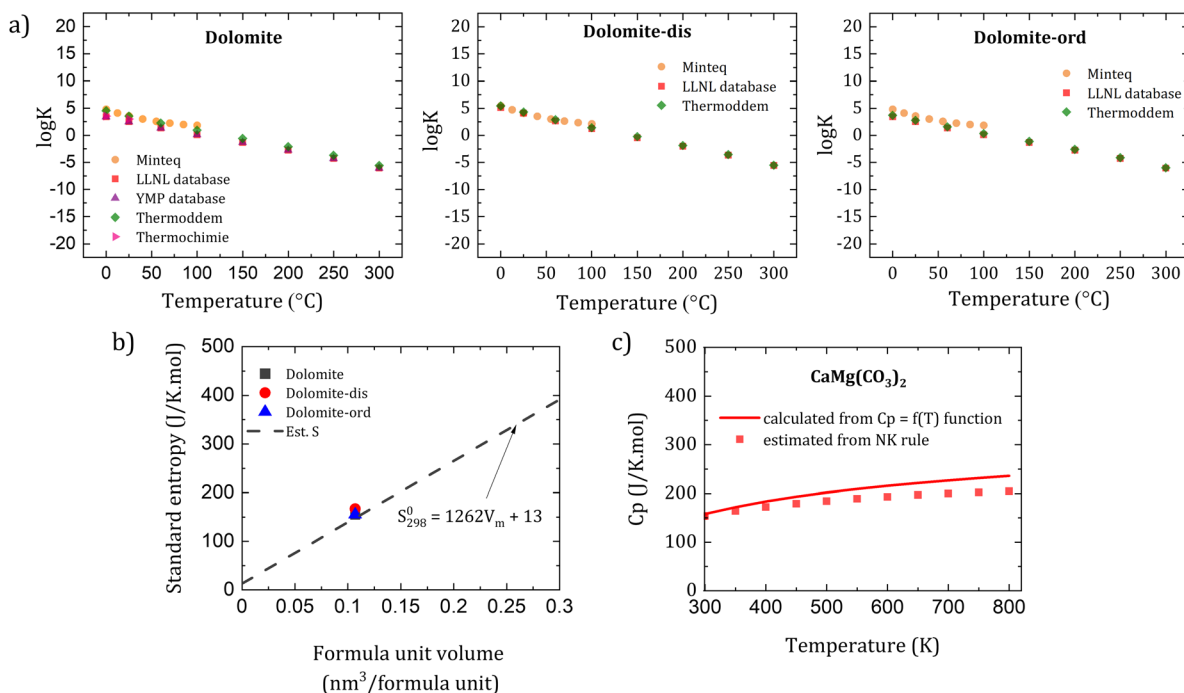 a)
Dolomite
logK
20
15
10
5
0
-5
-10
-15
-20
Minteq
LLNL database
YMP database
Thermoddem
Thermochimie
0 50 100 150 200 250 300
Temperature (°C)
Dolomite-dis
logK
20
15
10
5
0
-5
-10
-15
-20
Minteq
LLNL database
Thermoddem
0 50 100 150 200 250 300
Temperature (°C)
Dolomite-ord
logK
20
15
10
5
0
-5
-10
-15
-20
Minteq
LLNL database
Thermoddem
0 50 100 150 200 250 300
Temperature (°C)
b)
Standard entropy (J/K.mol)
500
400
300
200
100
0
Dolomite
Dolomite-dis
Dolomite-ord
Est. S
S⁰₂₉₈ = 1262Vₘ + 13
0 0.05 0.1 0.15 0.2 0.25 0.3
Formula unit volume
(nm³/formula unit)
c)
Cp (J/K.mol)
500
400
300
200
100
0
CaMg(CO₃)₂
calculated from Cp = f(T) function
estimated from NK rule
300 400 500 600 700 800
Temperature (K)